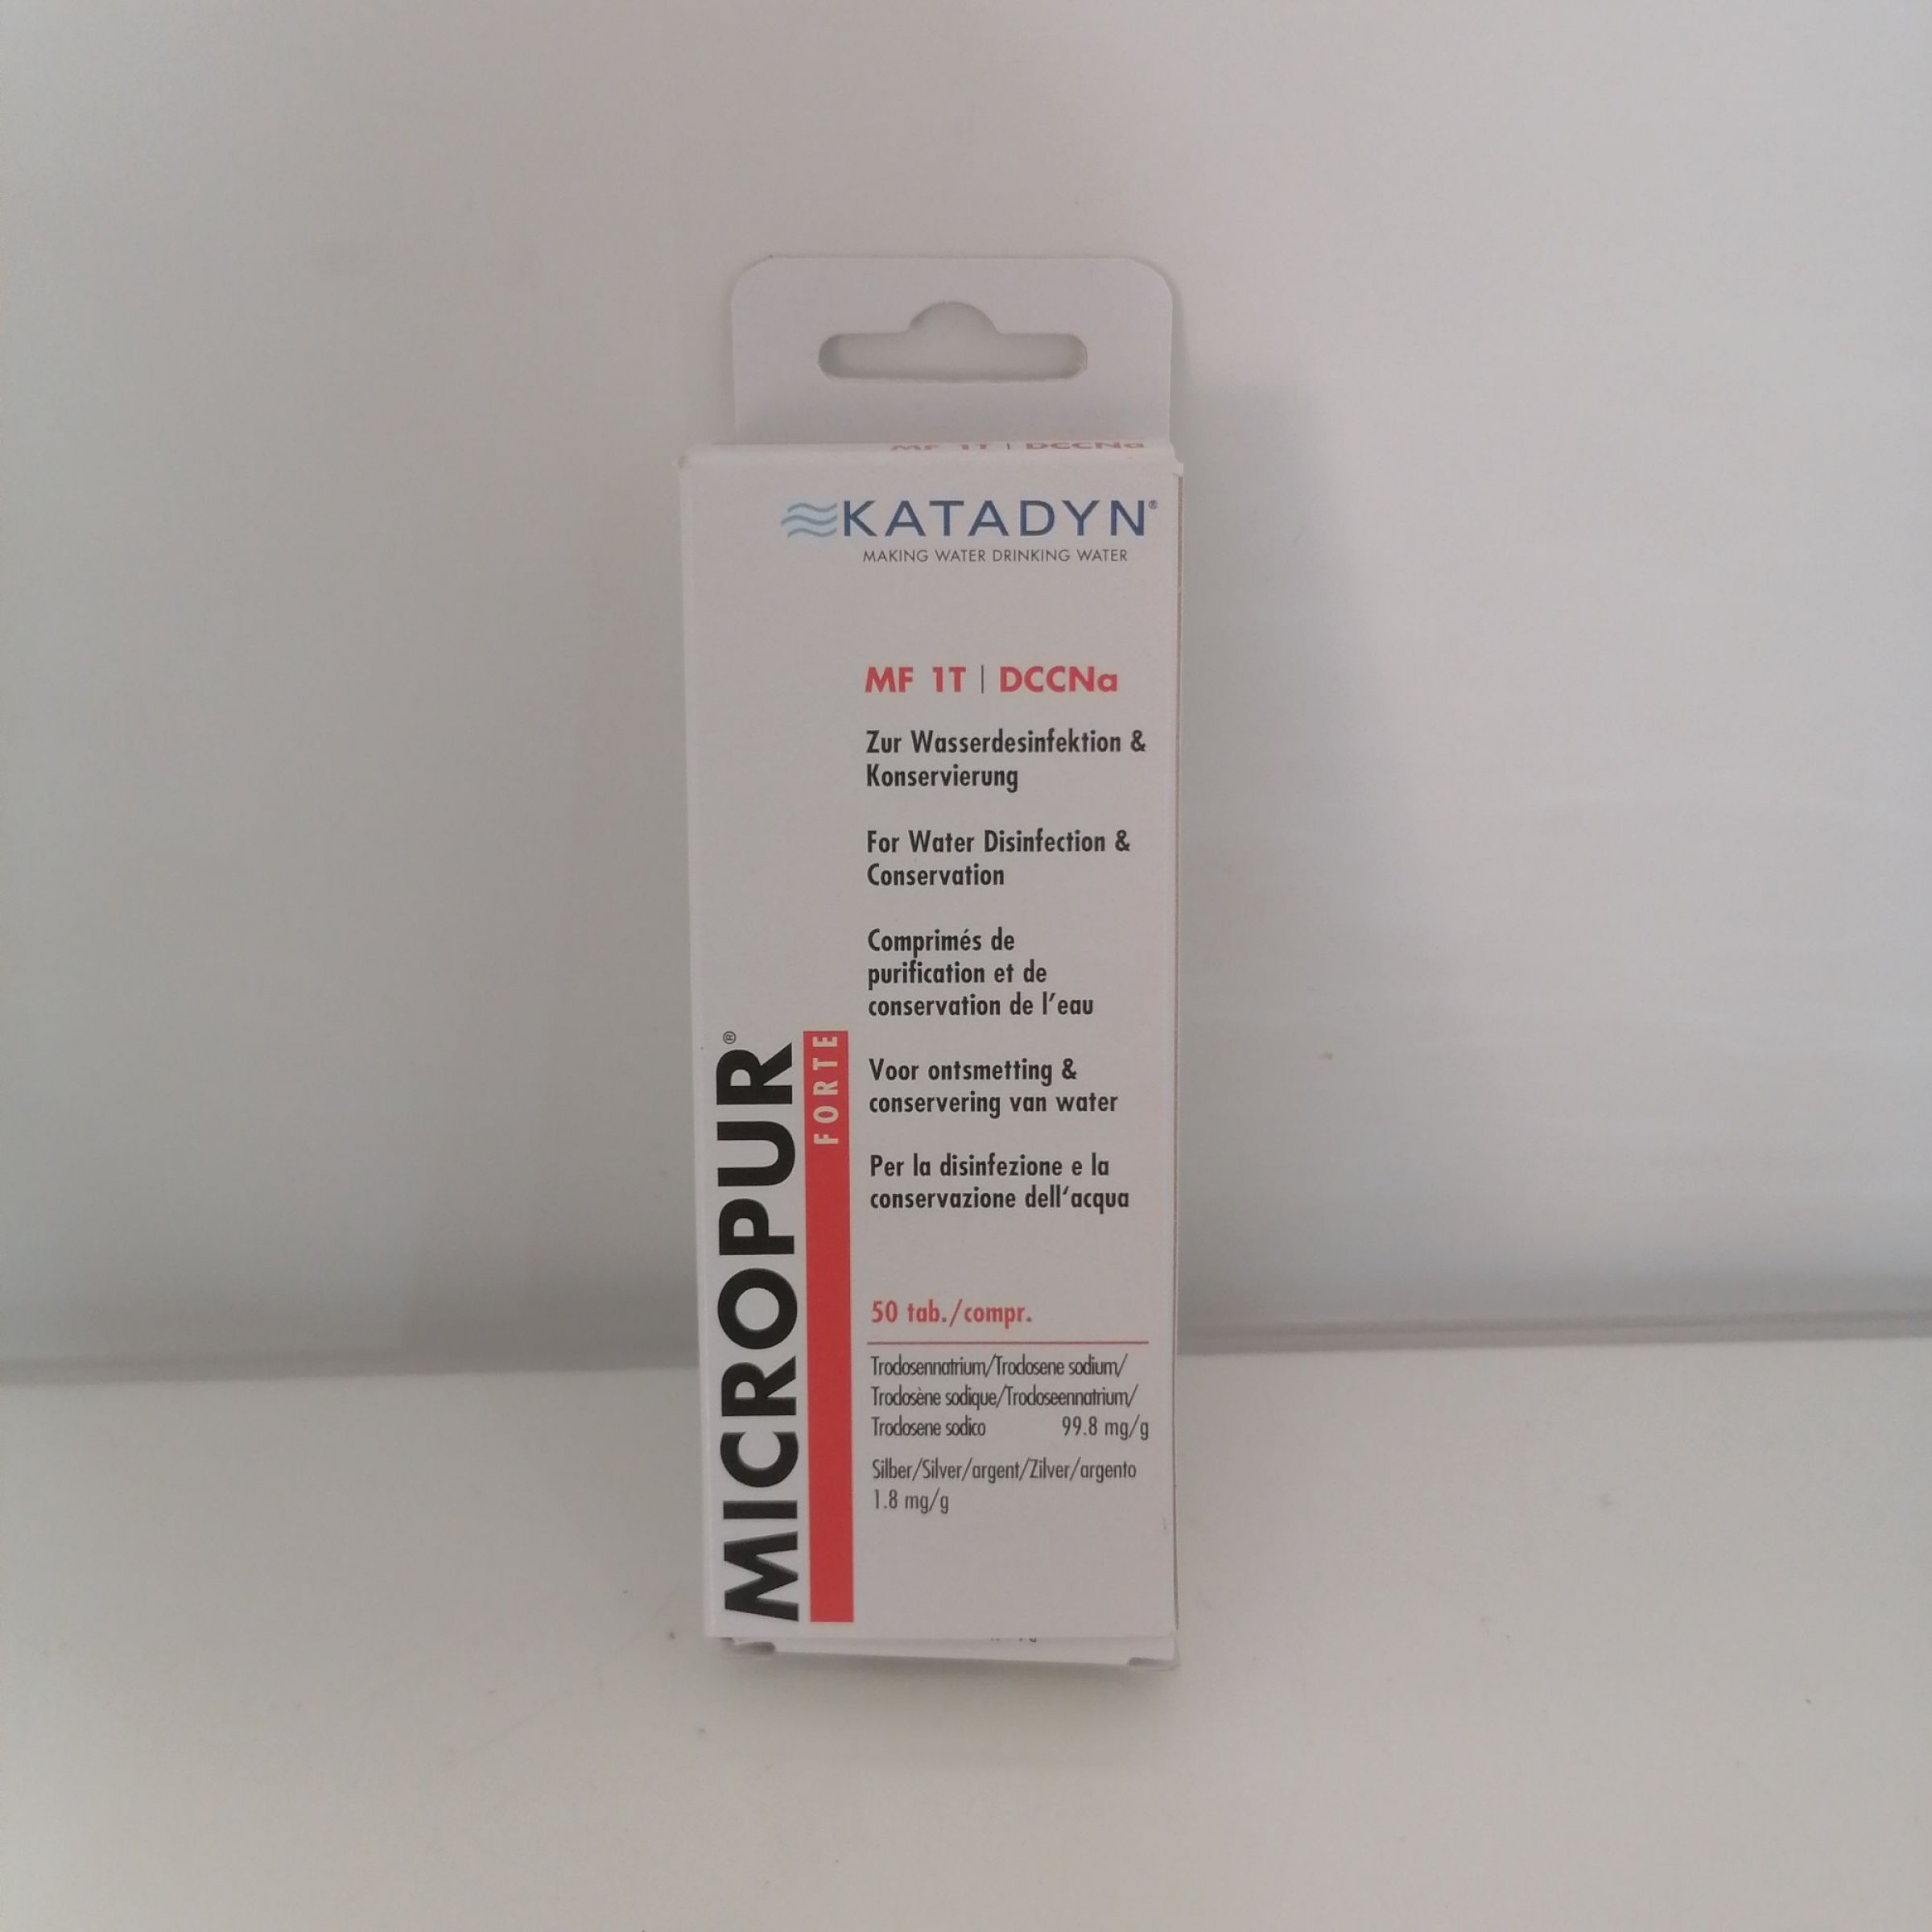 MF 1T | DCCNa
KATADYN®
MAKING WATER DRINKING WATER
MF 1T | DCCNa
Zur Wasserdesinfektion &
Konservierung
For Water Disinfection &
Conservation
Comprimés de
purification et de
conservation de l'eau
Voor ontsmetting &
conservering van water
Per la disinfezione e la
conservazione dell'acqua
MICROPUR®
FORTE
50 tab./compr.
Troclosennatrium/Troclosene sodium/
Troclosène sodique/Trocloseennatrium/
Troclosene sodico 99.8 mg/g
Silber/Silver/argent/Zilver/argento
1.8 mg/g